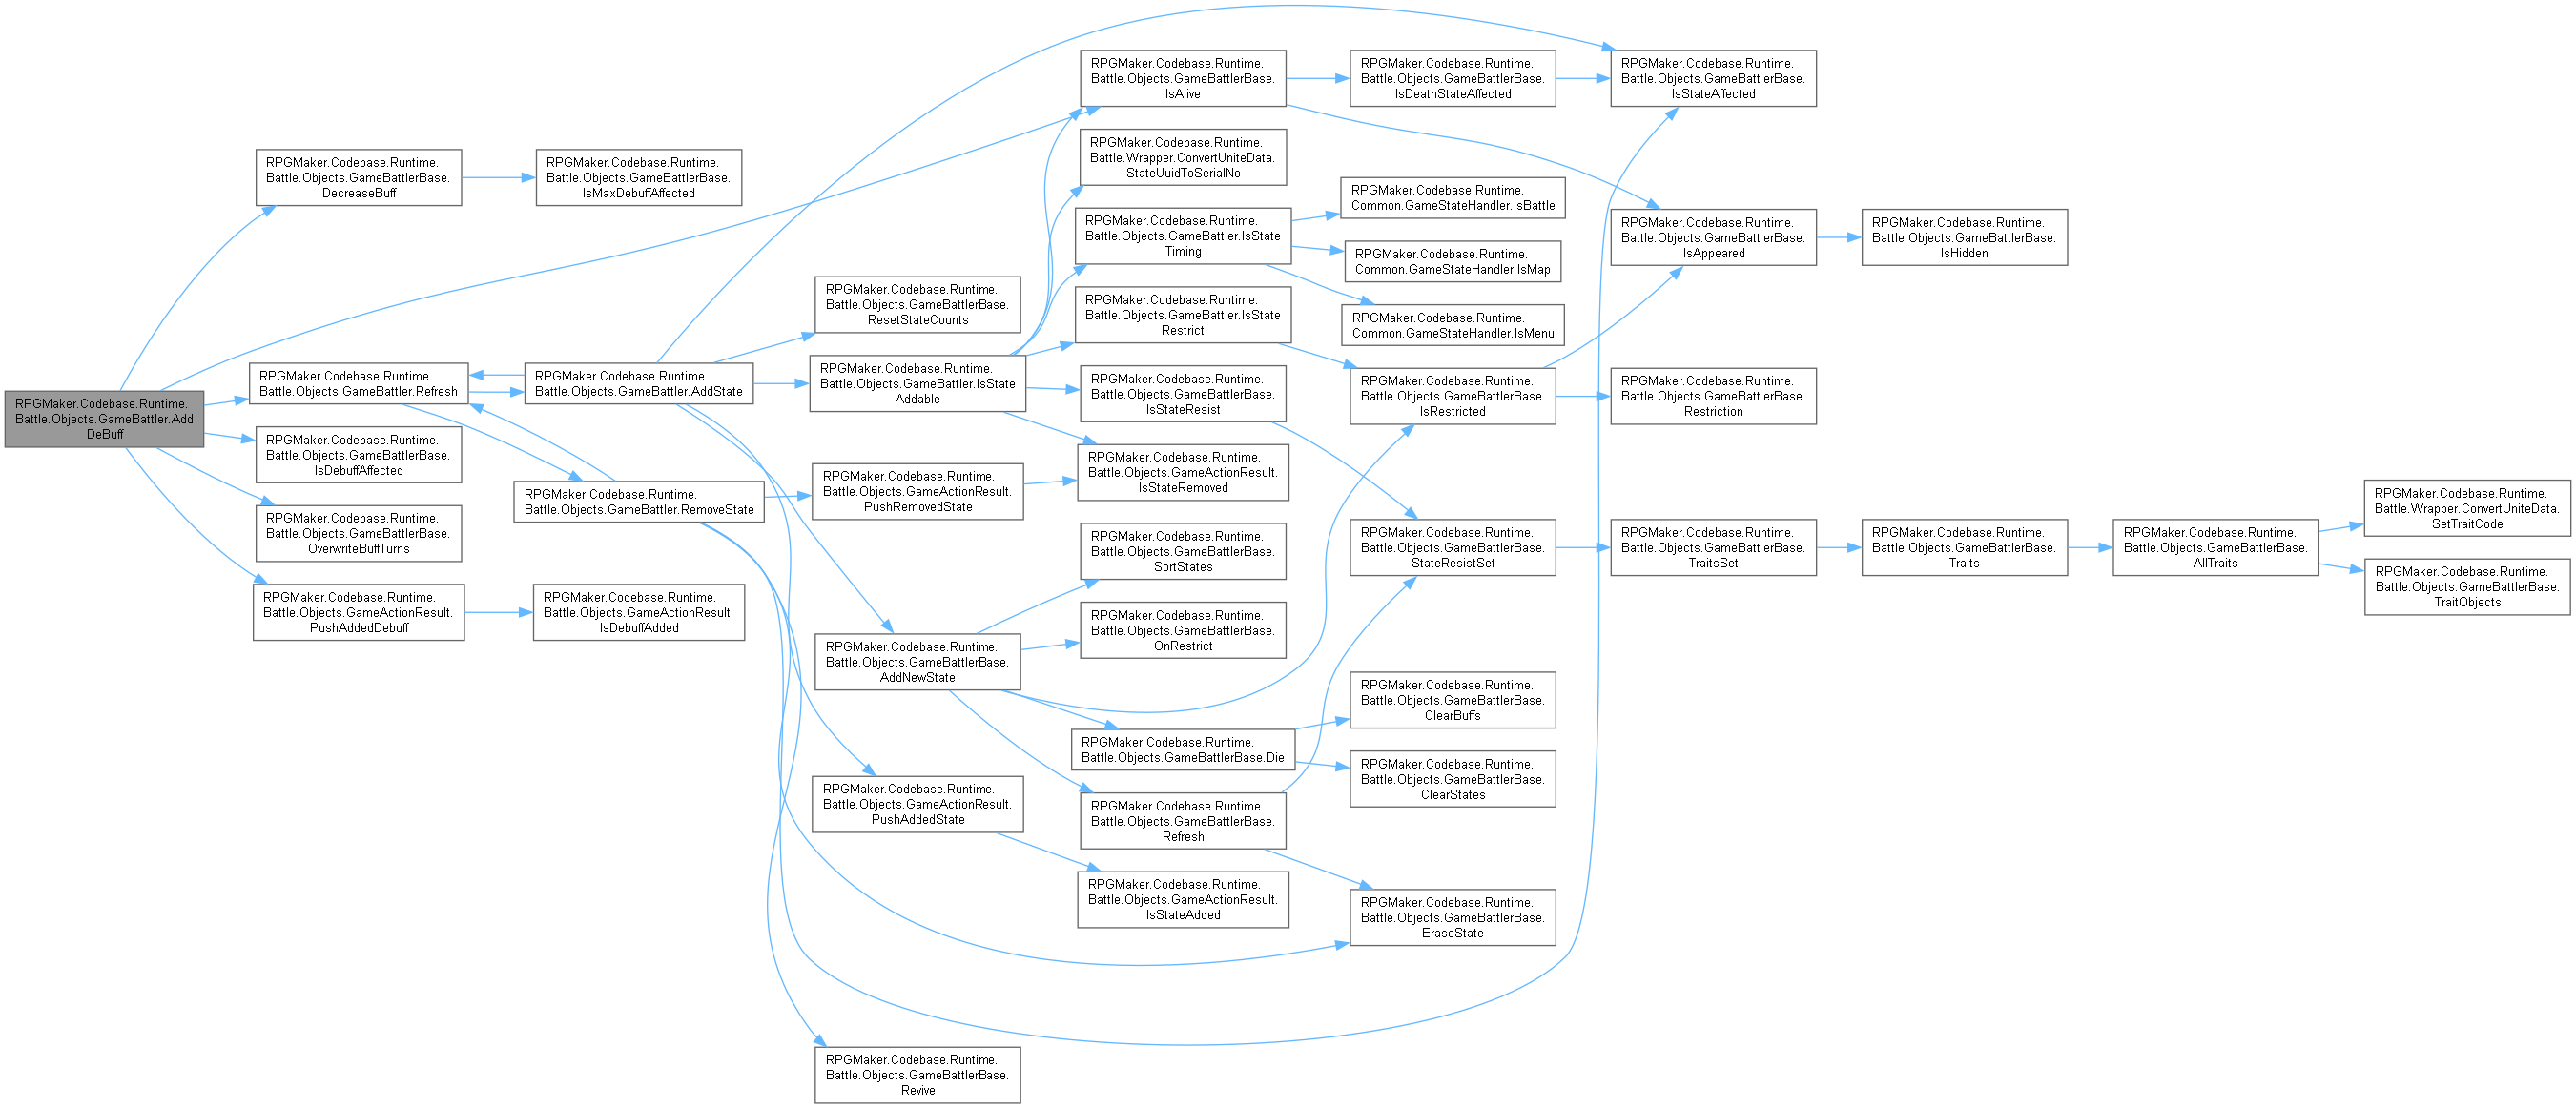 RPGMaker.Codebase.Runtime.
Battle.Objects.GameBattler.Add
DeBuff
RPGMaker.Codebase.Runtime.
Battle.Objects.GameBattlerBase.
DecreaseBuff
RPGMaker.Codebase.Runtime.
Battle.Objects.GameBattlerBase.
IsMaxDebuffAffected
RPGMaker.Codebase.Runtime.
Battle.Objects.GameBattler.Refresh
RPGMaker.Codebase.Runtime.
Battle.Objects.GameBattlerBase.
IsDebuffAffected
RPGMaker.Codebase.Runtime.
Battle.Objects.GameBattlerBase.
OverwriteBuffTurns
RPGMaker.Codebase.Runtime.
Battle.Objects.GameActionResult.
PushAddedDebuff
RPGMaker.Codebase.Runtime.
Battle.Objects.GameBattler.AddState
RPGMaker.Codebase.Runtime.
Battle.Objects.GameBattler.RemoveState
RPGMaker.Codebase.Runtime.
Battle.Objects.GameActionResult.
IsDebuffAdded
RPGMaker.Codebase.Runtime.
Battle.Objects.GameBattlerBase.
ResetStateCounts
RPGMaker.Codebase.Runtime.
Battle.Objects.GameBattler.IsState
Addable
RPGMaker.Codebase.Runtime.
Battle.Objects.GameActionResult.
PushRemovedState
RPGMaker.Codebase.Runtime.
Battle.Objects.GameBattlerBase.
AddNewState
RPGMaker.Codebase.Runtime.
Battle.Objects.GameActionResult.
PushAddedState
RPGMaker.Codebase.Runtime.
Battle.Objects.GameBattlerBase.
Revive
RPGMaker.Codebase.Runtime.
Battle.Objects.GameBattlerBase.
IsAlive
RPGMaker.Codebase.Runtime.
Battle.Wrapper.ConvertUniteData.
StateUuidToSerialNo
RPGMaker.Codebase.Runtime.
Battle.Objects.GameBattler.IsState
Timing
RPGMaker.Codebase.Runtime.
Battle.Objects.GameBattler.IsState
Restrict
RPGMaker.Codebase.Runtime.
Battle.Objects.GameBattlerBase.
IsStateResist
RPGMaker.Codebase.Runtime.
Battle.Objects.GameActionResult.
IsStateRemoved
RPGMaker.Codebase.Runtime.
Battle.Objects.GameBattlerBase.
SortStates
RPGMaker.Codebase.Runtime.
Battle.Objects.GameBattlerBase.
OnRestrict
RPGMaker.Codebase.Runtime.
Battle.Objects.GameBattlerBase.Die
RPGMaker.Codebase.Runtime.
Battle.Objects.GameBattlerBase.
Refresh
RPGMaker.Codebase.Runtime.
Battle.Objects.GameActionResult.
IsStateAdded
RPGMaker.Codebase.Runtime.
Battle.Objects.GameBattlerBase.
IsDeathStateAffected
RPGMaker.Codebase.Runtime.
Common.GameStateHandler.IsBattle
RPGMaker.Codebase.Runtime.
Common.GameStateHandler.IsMap
RPGMaker.Codebase.Runtime.
Common.GameStateHandler.IsMenu
RPGMaker.Codebase.Runtime.
Battle.Objects.GameBattlerBase.
IsRestricted
RPGMaker.Codebase.Runtime.
Battle.Objects.GameBattlerBase.
StateResistSet
RPGMaker.Codebase.Runtime.
Battle.Objects.GameBattlerBase.
ClearBuffs
RPGMaker.Codebase.Runtime.
Battle.Objects.GameBattlerBase.
ClearStates
RPGMaker.Codebase.Runtime.
Battle.Objects.GameBattlerBase.
EraseState
RPGMaker.Codebase.Runtime.
Battle.Objects.GameBattlerBase.
IsStateAffected
RPGMaker.Codebase.Runtime.
Battle.Objects.GameBattlerBase.
IsAppeared
RPGMaker.Codebase.Runtime.
Battle.Objects.GameBattlerBase.
Restriction
RPGMaker.Codebase.Runtime.
Battle.Objects.GameBattlerBase.
TraitsSet
RPGMaker.Codebase.Runtime.
Battle.Objects.GameBattlerBase.
IsHidden
RPGMaker.Codebase.Runtime.
Battle.Objects.GameBattlerBase.
Traits
RPGMaker.Codebase.Runtime.
Battle.Objects.GameBattlerBase.
AllTraits
RPGMaker.Codebase.Runtime.
Battle.Wrapper.ConvertUniteData.
SetTraitCode
RPGMaker.Codebase.Runtime.
Battle.Objects.GameBattlerBase.
TraitObjects